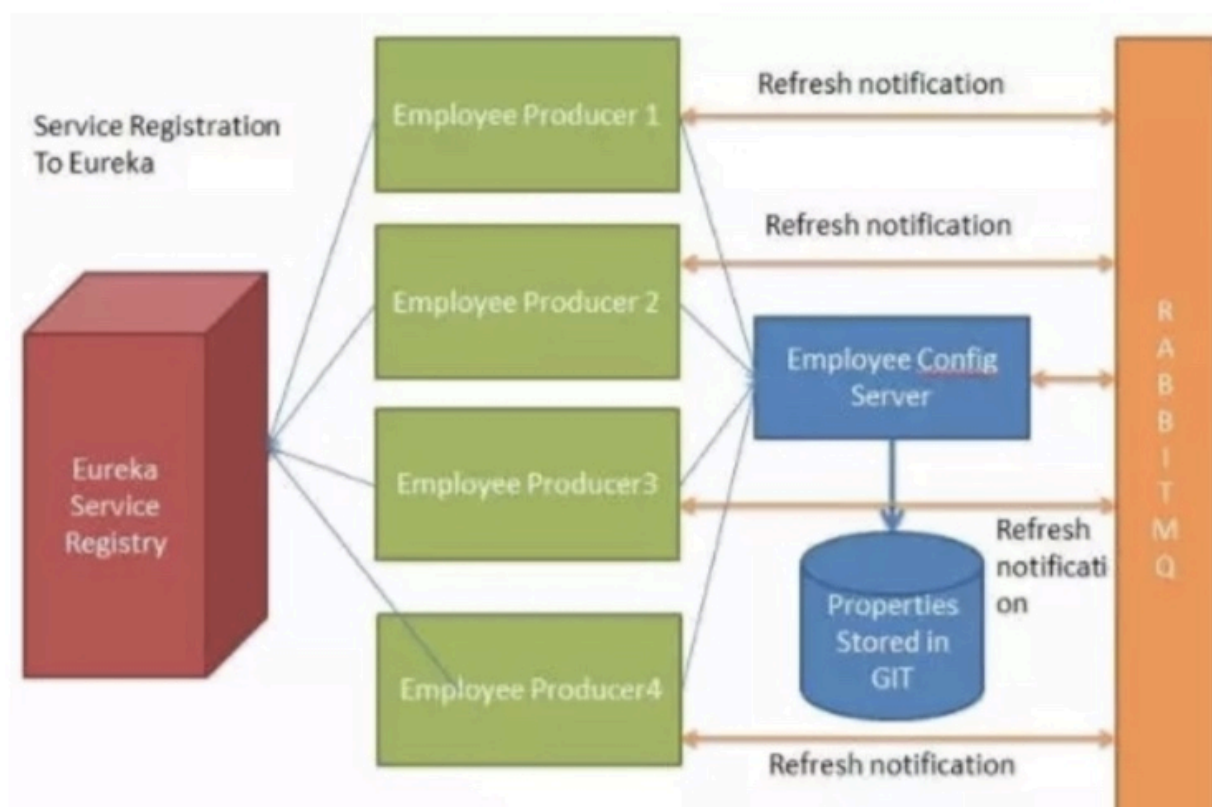 Service Registration
To Eureka
Eureka
Service
Registry
Employee Producer 1
Employee Producer 2
Employee Producer3
Employee Producer4
Refresh notification
Refresh notification
Employee Config
Server
Refresh
notificati
on
Properties
Stored in
GIT
Refresh notification
R
A
B
B
I
T
M
Q